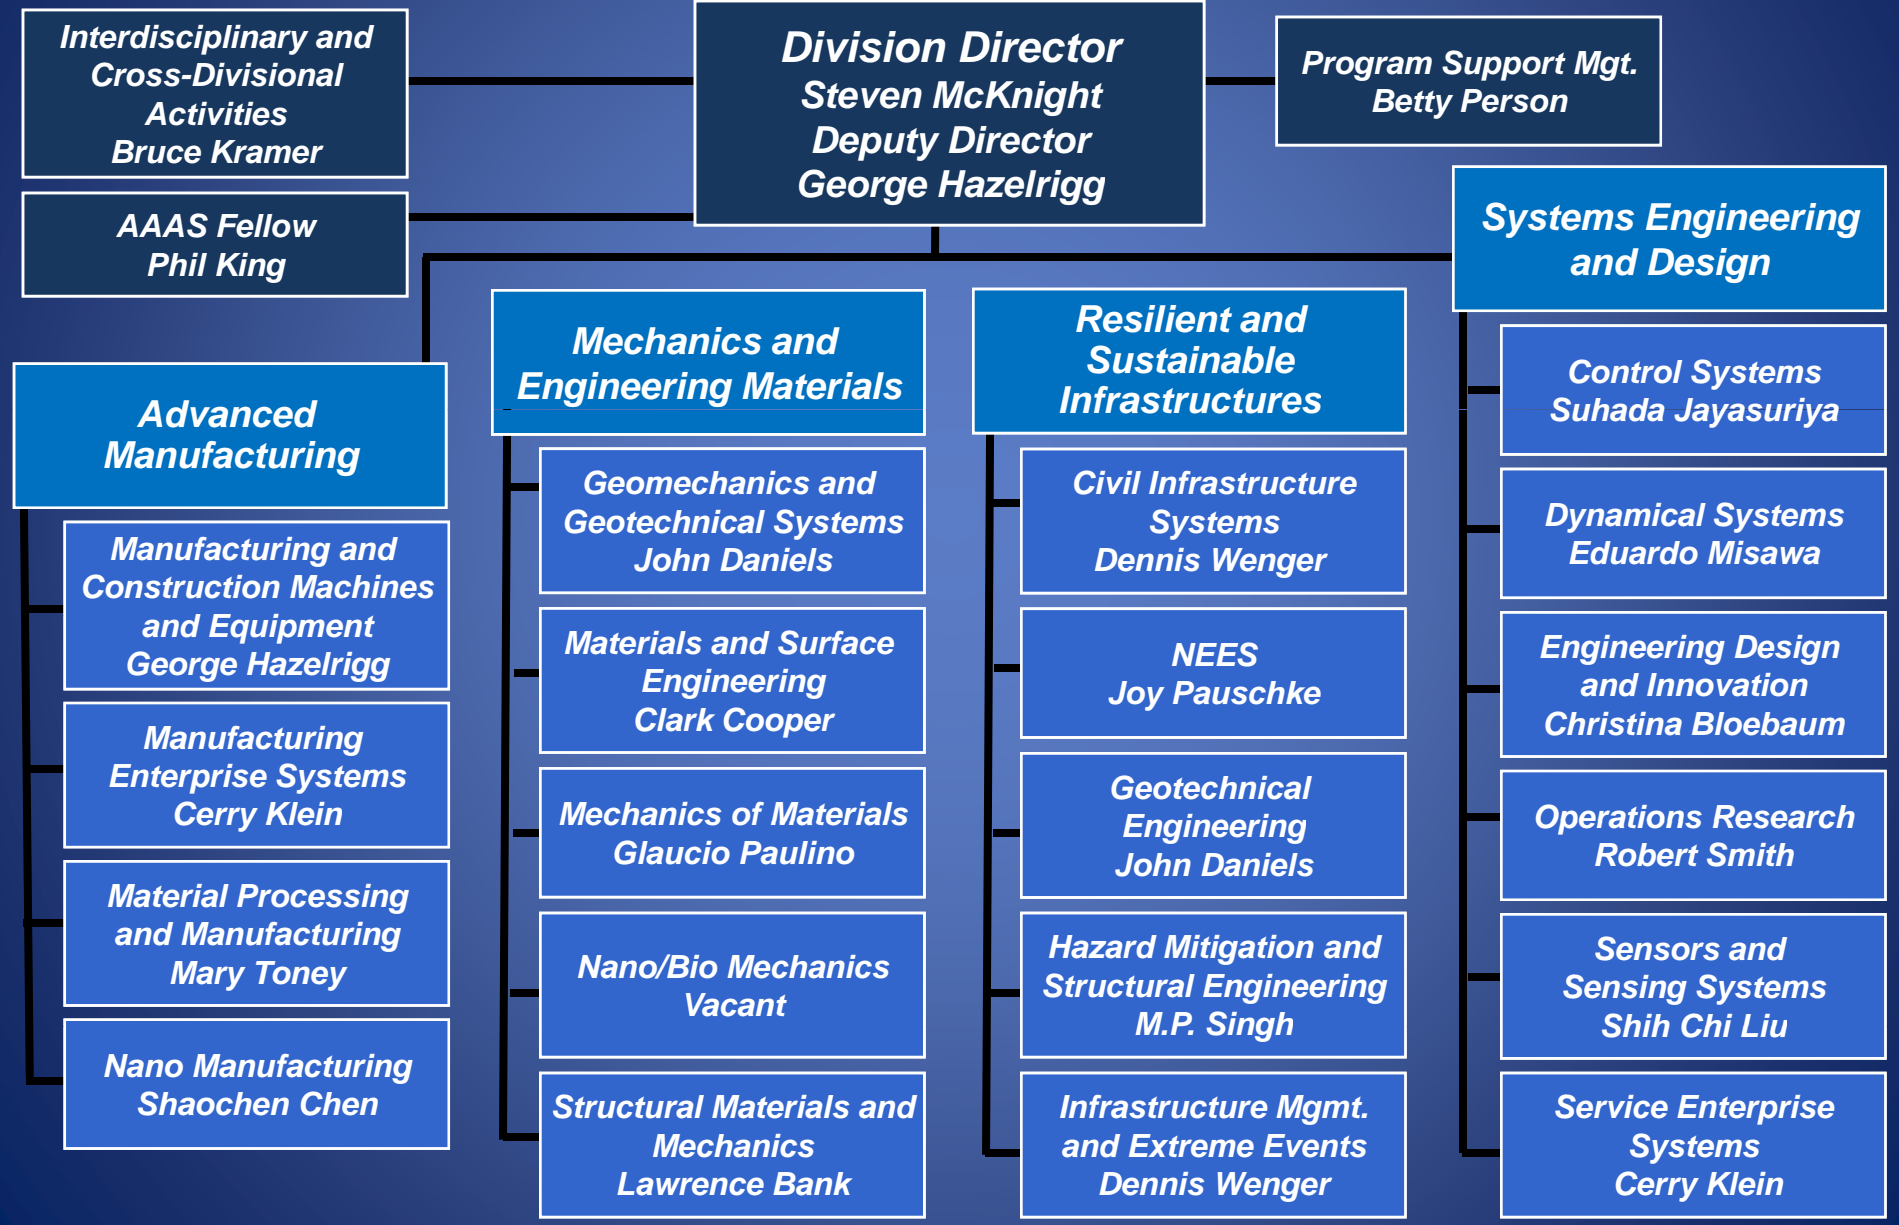 Interdisciplinary and
Cross-Divisional
Activities
Bruce Kramer
AAAS Fellow
Phil King
Division Director
Steven McKnight
Deputy Director
George Hazelrigg
Program Support Mgt.
Betty Person
Advanced
Manufacturing
Manufacturing and
Construction Machines
and Equipment
George Hazelrigg
Manufacturing
Enterprise Systems
Cerry Klein
Material Processing
and Manufacturing
Mary Toney
Nano Manufacturing
Shaochen Chen
Mechanics and
Engineering Materials
Geomechanics and
Geotechnical Systems
John Daniels
Materials and Surface
Engineering
Clark Cooper
Mechanics of Materials
Glaucio Paulino
Nano/Bio Mechanics
Vacant
Structural Materials and
Mechanics
Lawrence Bank
Resilient and
Sustainable
Infrastructures
Civil Infrastructure
Systems
Dennis Wenger
NEES
Joy Pauschke
Geotechnical
Engineering
John Daniels
Hazard Mitigation and
Structural Engineering
M.P. Singh
Infrastructure Mgmt.
and Extreme Events
Dennis Wenger
Systems Engineering
and Design
Control Systems
Suhada Jayasuriya
Dynamical Systems
Eduardo Misawa
Engineering Design
and Innovation
Christina Bloebaum
Operations Research
Robert Smith
Sensors and
Sensing Systems
Shih Chi Liu
Service Enterprise
Systems
Cerry Klein